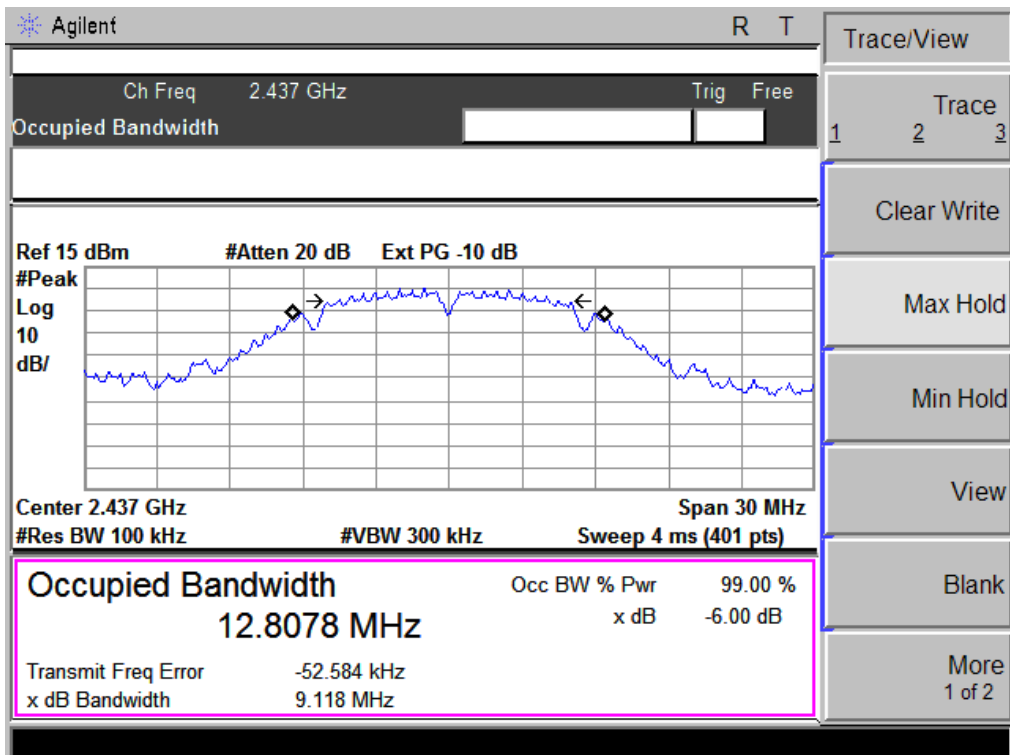 Agilent R T
Ch Freq 2.437 GHz Trig Free
Occupied Bandwidth
Ref 15 dBm #Atten 20 dB Ext PG -10 dB
#Peak
Log
10
dB/
Center 2.437 GHz Span 30 MHz
#Res BW 100 kHz #VBW 300 kHz Sweep 4 ms (401 pts)
Occupied Bandwidth Occ BW % Pwr 99.00 %
12.8078 MHz x dB -6.00 dB
Transmit Freq Error -52.584 kHz
x dB Bandwidth 9.118 MHz
Trace/View
Trace
1 2 3
Clear Write
Max Hold
Min Hold
View
Blank
More
1 of 2